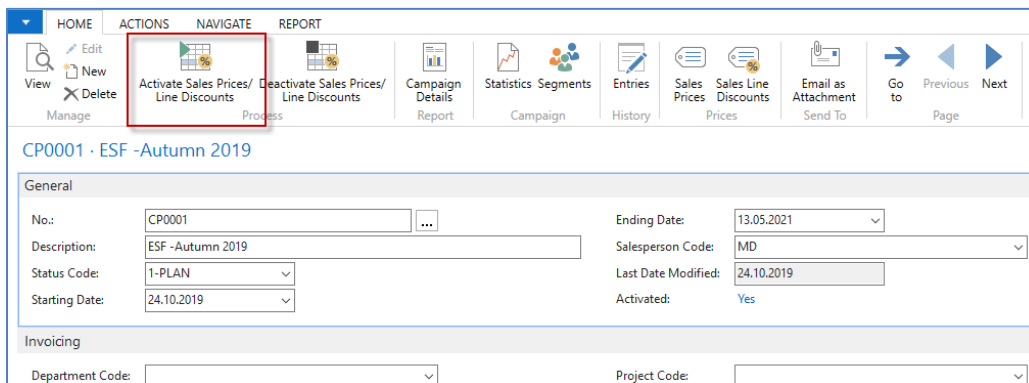 HOME ACTIONS NAVIGATE REPORT
View
Edit
New
Delete
Manage
Activate Sales Prices/
Line Discounts
Deactivate Sales Prices/
Line Discounts
Process
Campaign
Details
Report
Statistics
Segments
Campaign
Entries
History
Sales
Prices
Sales Line
Discounts
Prices
Email as
Attachment
Send To
Go
to
Previous
Next
Page
CP0001 · ESF -Autumn 2019
General
No.: CP0001 ...
Description: ESF -Autumn 2019
Status Code: 1-PLAN
Starting Date: 24.10.2019
Ending Date: 13.05.2021
Salesperson Code: MD
Last Date Modified: 24.10.2019
Activated: Yes
Invoicing
Department Code:
Project Code: